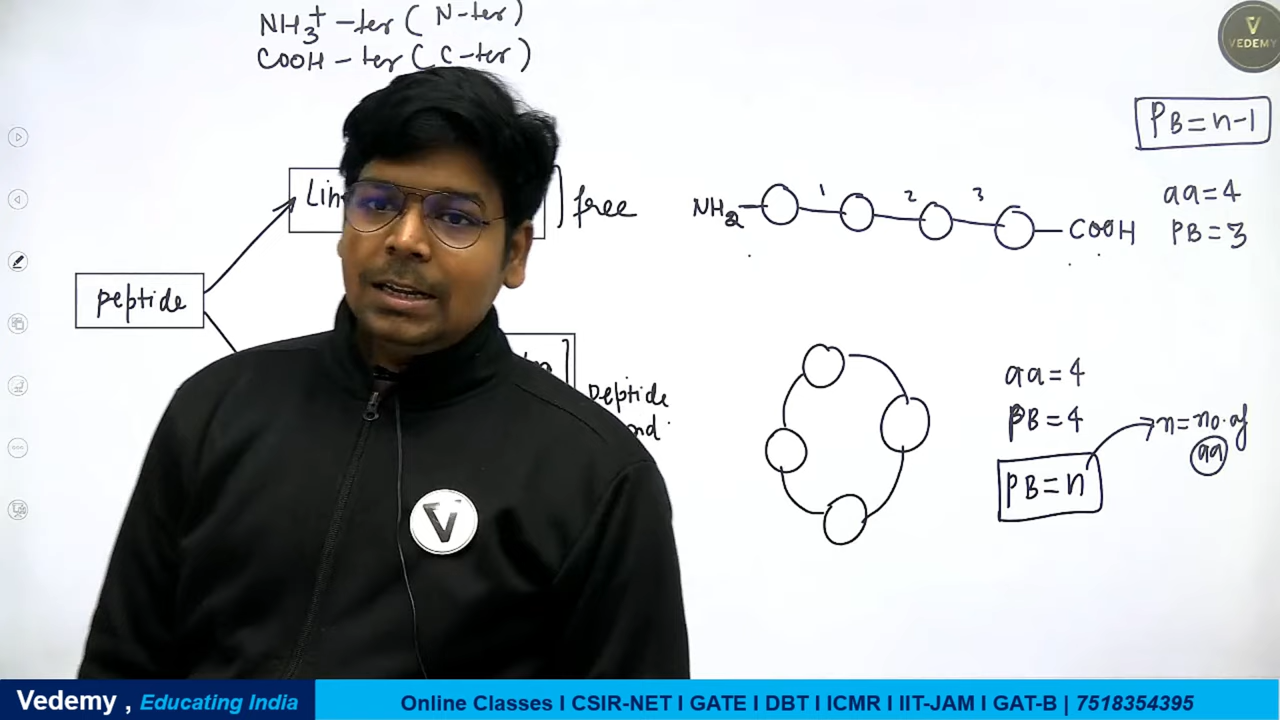 NH3+ -ter ( N-ter)
COOH - ter ( C-ter)
V
VEDEMY
PB=n-1
free
NH2
1
2
3
COOH
aa=4
PB=3
peptide
peptide
aa=4
PB=4
n=no.of
aa
PB=n
V
Vedemy , Educating India
Online Classes I CSIR-NET I GATE I DBT I ICMR I IIT-JAM I GAT-B | 7518354395